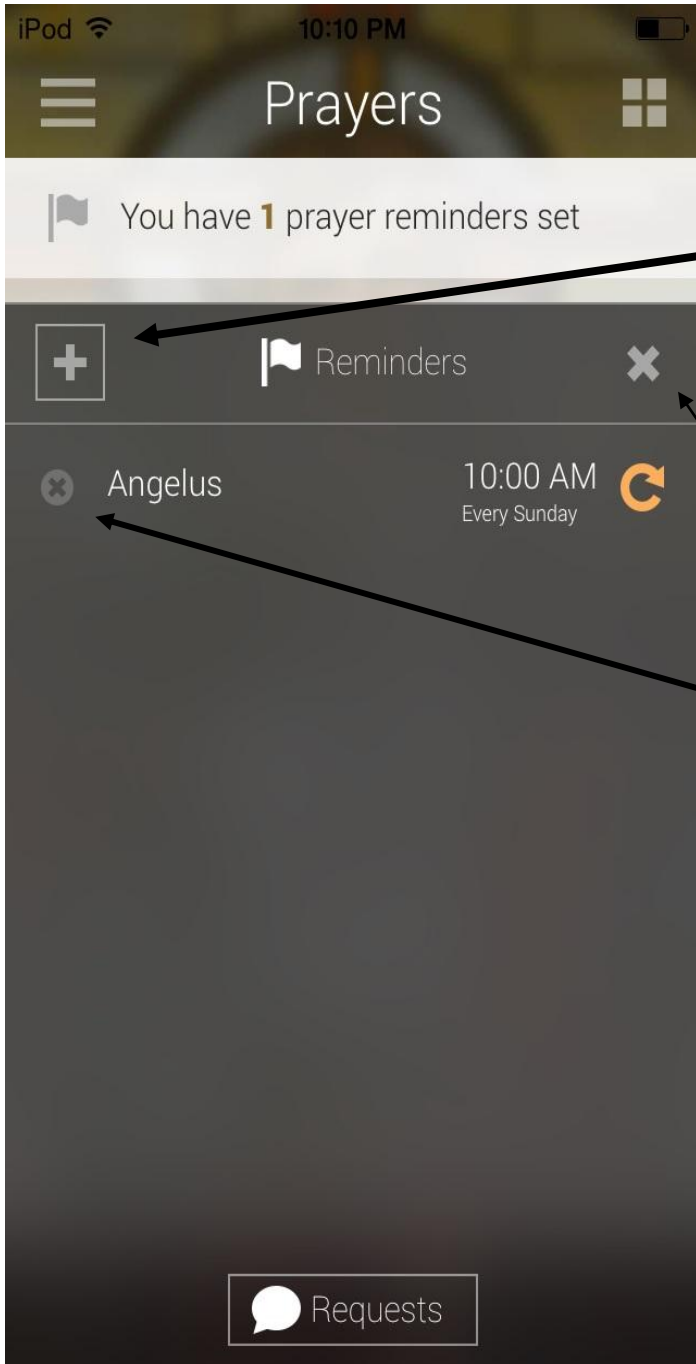 iPod 10:10 PM
Prayers
You have 1 prayer reminders set
Reminders
Angelus 10:00 AM
Every Sunday
Requests